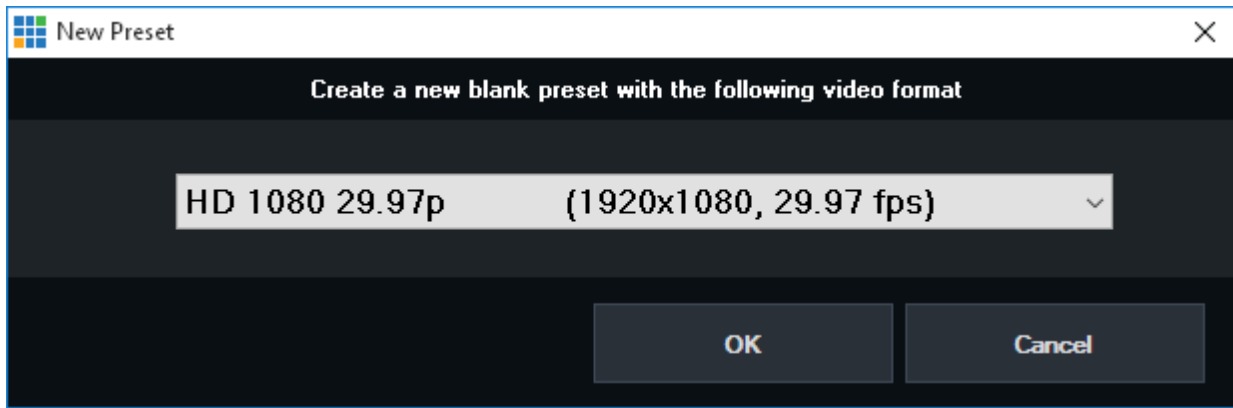 New Preset
Create a new blank preset with the following video format
HD 1080 29.97p (1920x1080, 29.97 fps)
OK Cancel